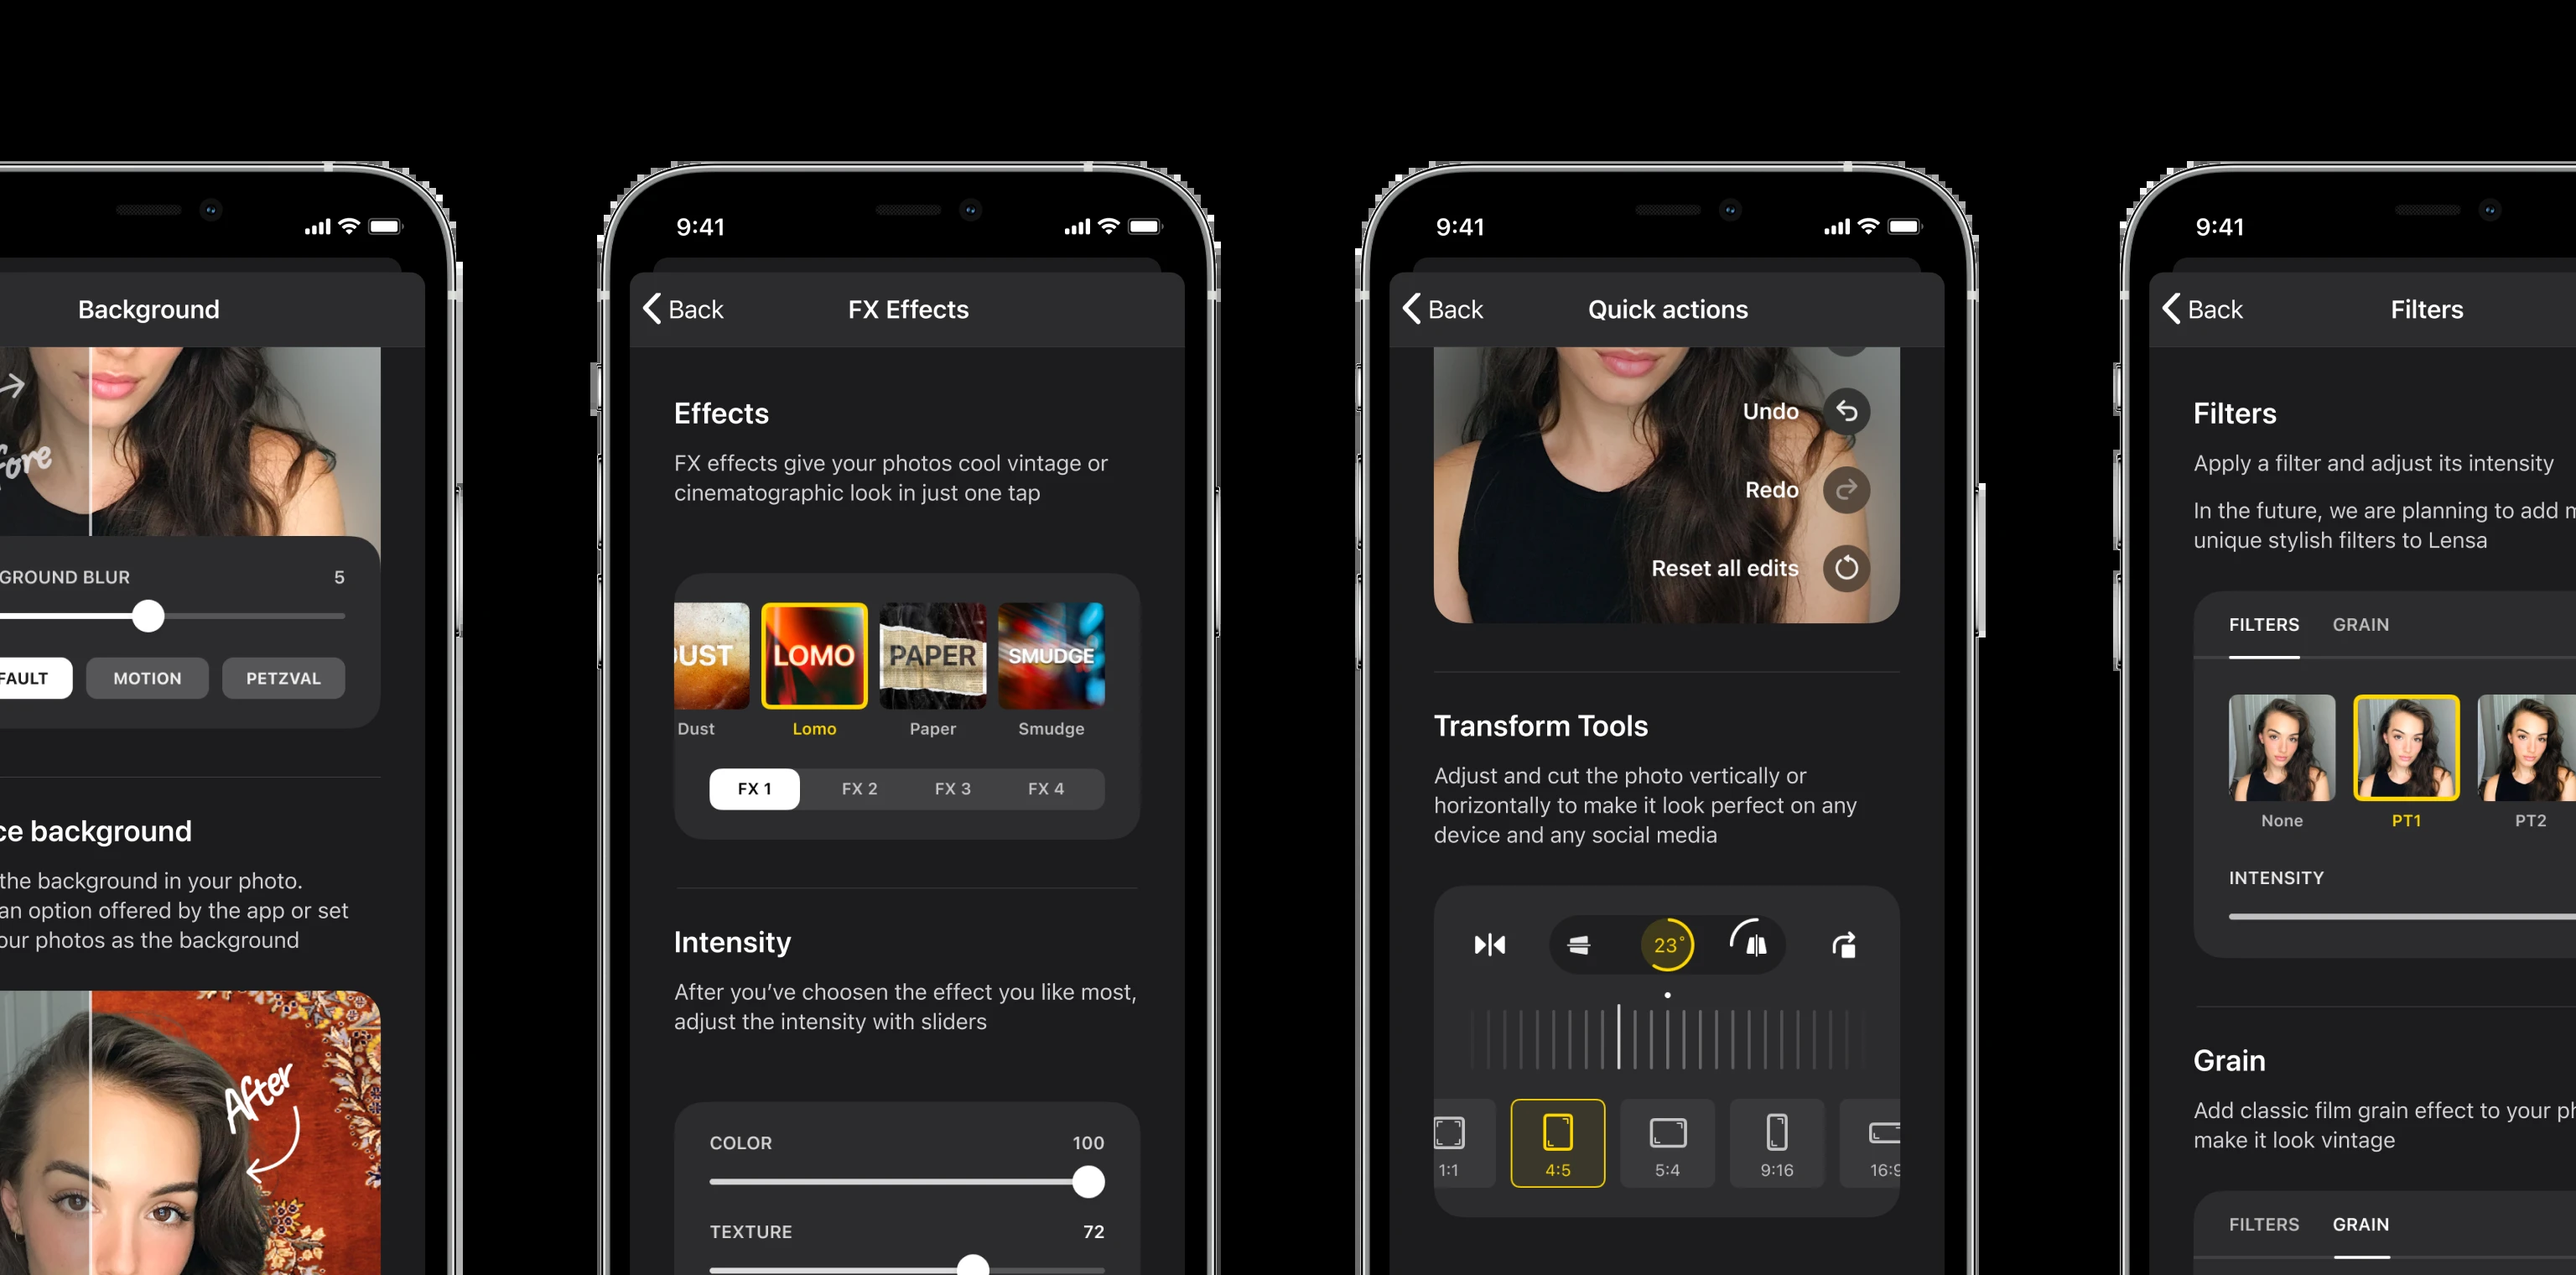 Background
fore
GROUND BLUR 5
FAULT MOTION PETZVAL
ce background
the background in your photo.
an option offered by the app or set
our photos as the background
After
9:41
Back FX Effects
Effects
FX effects give your photos cool vintage or
cinematographic look in just one tap
DUST LOMO PAPER SMUDGE
Dust Lomo Paper Smudge
FX 1 FX 2 FX 3 FX 4
Intensity
After you’ve choosen the effect you like most,
adjust the intensity with sliders
COLOR 100
TEXTURE 72
9:41
Back Quick actions
Undo
Redo
Reset all edits
Transform Tools
Adjust and cut the photo vertically or
horizontally to make it look perfect on any
device and any social media
23°
1:1 4:5 5:4 9:16 16:9
9:41
Back Filters
Filters
Apply a filter and adjust its intensity
In the future, we are planning to add m
unique stylish filters to Lensa
FILTERS GRAIN
None PT1 PT2
INTENSITY
Grain
Add classic film grain effect to your ph
make it look vintage
FILTERS GRAIN